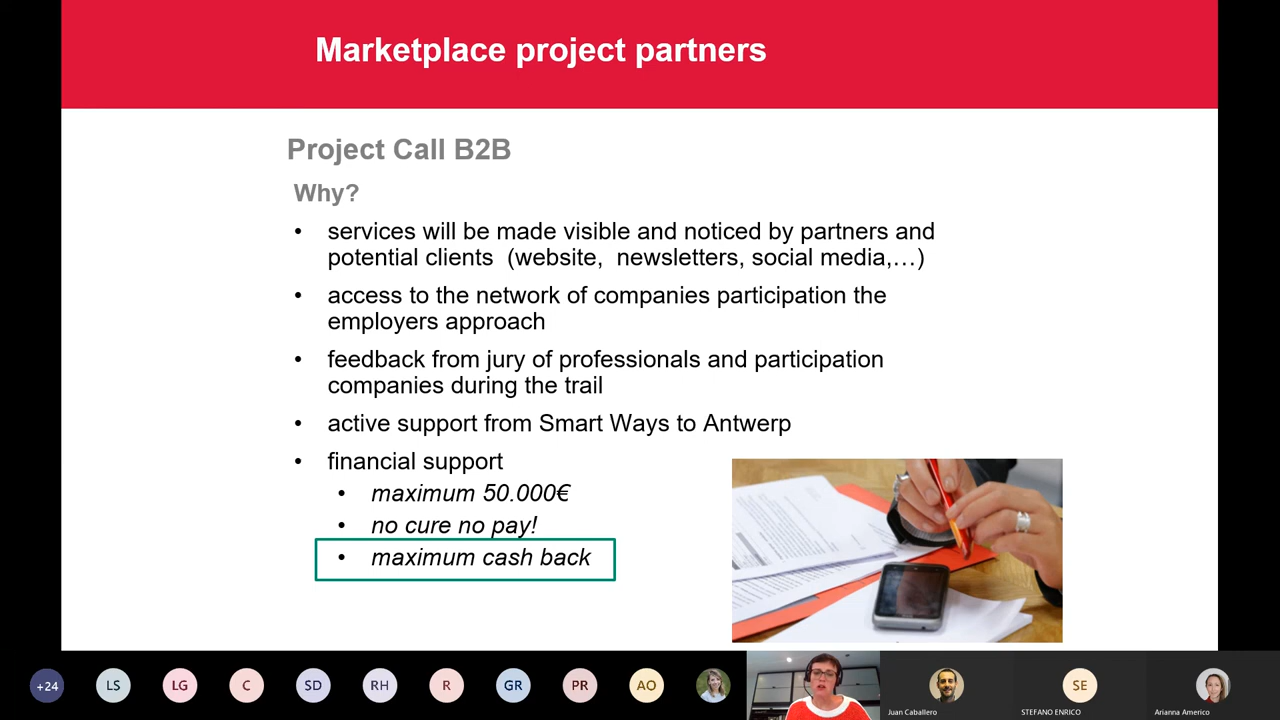 Marketplace project partners
Project Call B2B
Why?
• services will be made visible and noticed by partners and
potential clients (website, newsletters, social media,...)
• access to the network of companies participation the
employers approach
• feedback from jury of professionals and participation
companies during the trail
• active support from Smart Ways to Antwerp
• financial support
• maximum 50.000€
• no cure no pay!
• maximum cash back
+24 LS LG C SD RH R GR PR AO SE
Juan Caballero STEFANO ENRICO Arianna Americo